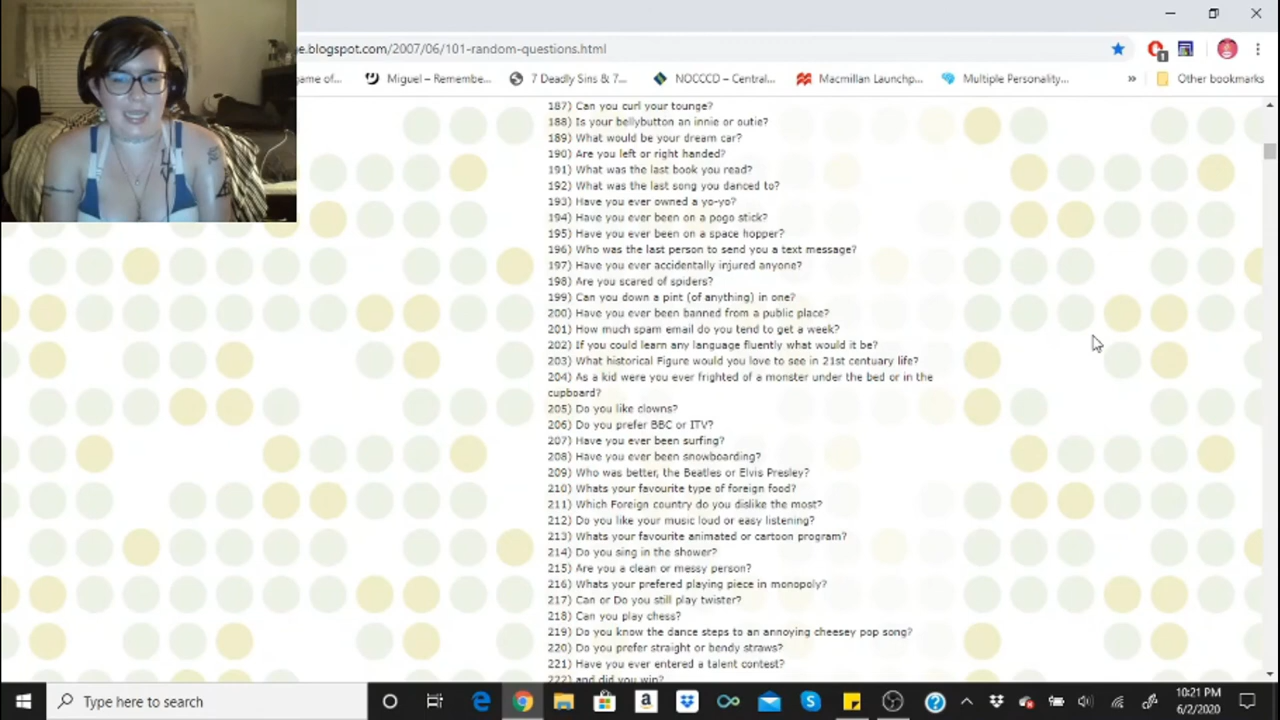 e.blogspot.com/2007/06/101-random-questions.html
1
ame of...
Miguel – Remembe...
7 Deadly Sins & 7...
NOCCCD – Central...
Macmillan Launchp...
Multiple Personality...
»
Other bookmarks
187) Can you curl your tounge?
188) Is your bellybutton an innie or outie?
189) What would be your dream car?
190) Are you left or right handed?
191) What was the last book you read?
192) What was the last song you danced to?
193) Have you ever owned a yo-yo?
194) Have you ever been on a pogo stick?
195) Have you ever been on a space hopper?
196) Who was the last person to send you a text message?
197) Have you ever accidentally injured anyone?
198) Are you scared of spiders?
199) Can you down a pint (of anything) in one?
200) Have you ever been banned from a public place?
201) How much spam email do you tend to get a week?
202) If you could learn any language fluently what would it be?
203) What historical Figure would you love to see in 21st centuary life?
204) As a kid were you ever frighted of a monster under the bed or in the
cupboard?
205) Do you like clowns?
206) Do you prefer BBC or ITV?
207) Have you ever been surfing?
208) Have you ever been snowboarding?
209) Who was better, the Beatles or Elvis Presley?
210) Whats your favourite type of foreign food?
211) Which Foreign country do you dislike the most?
212) Do you like your music loud or easy listening?
213) Whats your favourite animated or cartoon program?
214) Do you sing in the shower?
215) Are you a clean or messy person?
216) Whats your prefered playing piece in monopoly?
217) Can or Do you still play twister?
218) Can you play chess?
219) Do you know the dance steps to an annoying cheesey pop song?
220) Do you prefer straight or bendy straws?
221) Have you ever entered a talent contest?
222) and did you win?
Type here to search
10:21 PM
6/2/2020